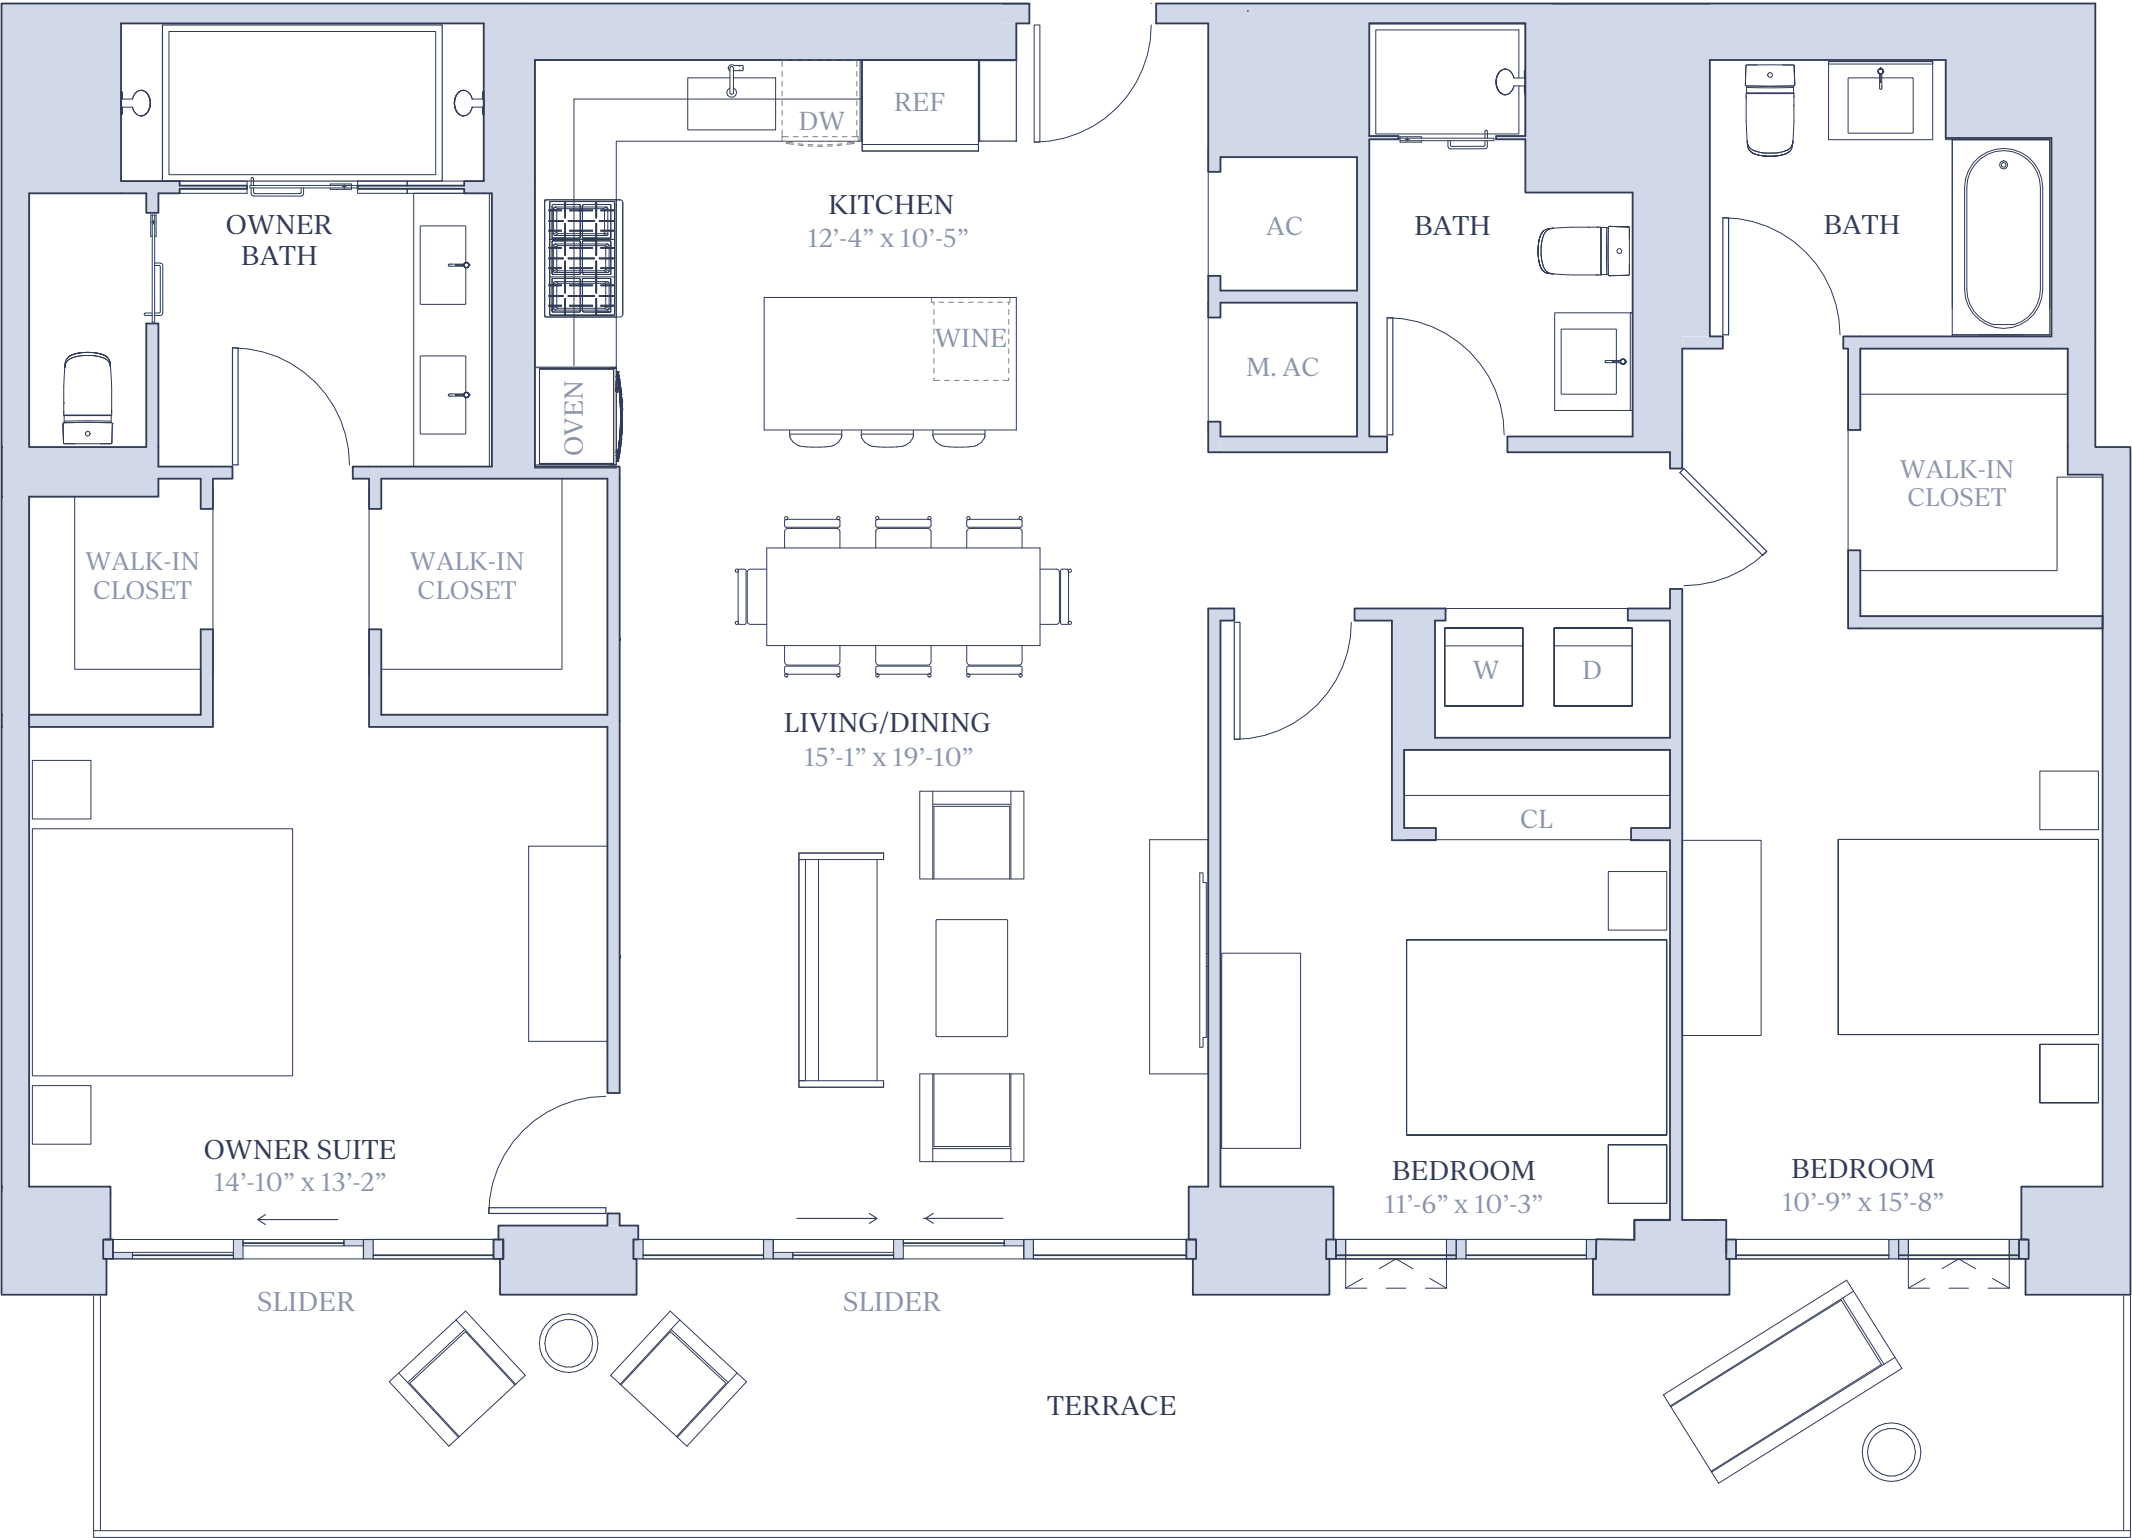 REF
DW
KITCHEN
12'-4” x 10'-5”
OWNER
BATH
AC
BATH
BATH
WINE
M. AC
OVEN
WALK-IN
CLOSET
WALK-IN
CLOSET
WALK-IN
CLOSET
W
D
LIVING/DINING
15’-1” x 19’-10”
CL
OWNER SUITE
14’-10” x 13’-2”
BEDROOM
11’-6” x 10’-3”
BEDROOM
10’-9” x 15’-8”
SLIDER
SLIDER
TERRACE